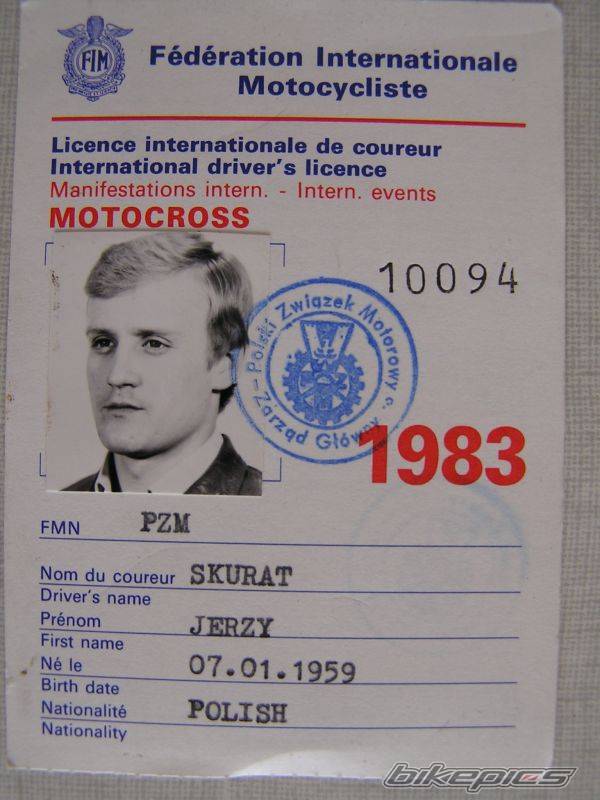 FIM
Fédération Internationale
Motocycliste
Licence internationale de coureur
International driver's licence
Manifestations intern. - Intern. events
MOTOCROSS
10094
Polski Związek Motorowy
Zarząd Główny
1983
FMN PZM
Nom du coureur SKURAT
Driver's name
Prénom JERZY
First name
Né le 07.01.1959
Birth date
Nationalité POLISH
Nationality
bikepics